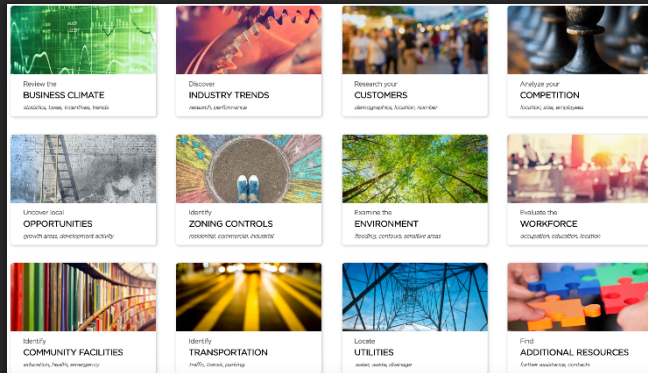 Review the
BUSINESS CLIMATE
statistics, taxes, incentives, trends
Discover
INDUSTRY TRENDS
research, performance
Research your
CUSTOMERS
demographics, location, number
Analyze your
COMPETITION
location, size, employees
Uncover local
OPPORTUNITIES
growth areas, development activity
Identify
ZONING CONTROLS
residential, commercial, industrial
Examine the
ENVIRONMENT
flooding, contours, sensitive areas
Evaluate the
WORKFORCE
occupation, education, location
Identify
COMMUNITY FACILITIES
education, health, emergency
Identify
TRANSPORTATION
traffic, transit, parking
Locate
UTILITIES
water, waste, drainage
Find
ADDITIONAL RESOURCES
further assistance, contacts